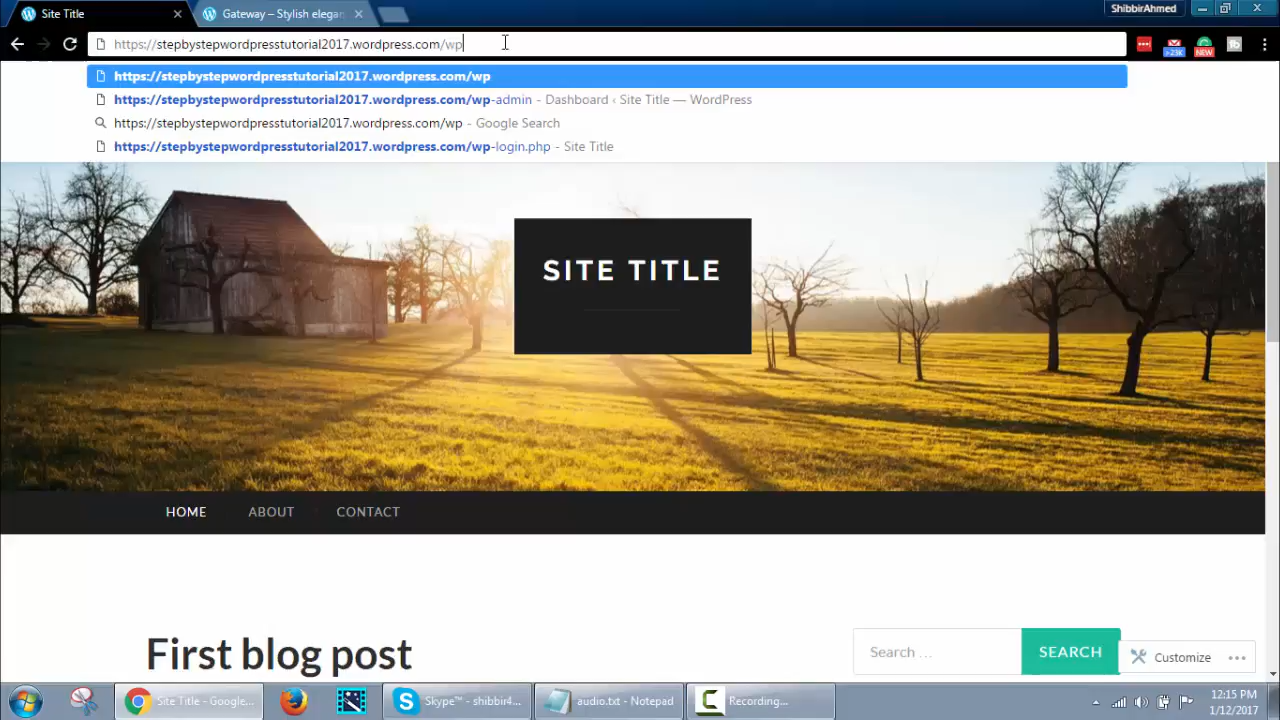 Site Title
Gateway – Stylish elegan
ShibbirAhmed
https://stepbystepwordpresstutorial2017.wordpress.com/wp
>23K
NEW
https://stepbystepwordpresstutorial2017.wordpress.com/wp
https://stepbystepwordpresstutorial2017.wordpress.com/wp-admin - Dashboard ‹ Site Title — WordPress
https://stepbystepwordpresstutorial2017.wordpress.com/wp - Google Search
https://stepbystepwordpresstutorial2017.wordpress.com/wp-login.php - Site Title
SITE TITLE
HOME ABOUT CONTACT
First blog post
Search ...
SEARCH
Customize
Site Title - Google...
Skype™ - shibbir4...
audio.txt - Notepad
Recording...
12:15 PM
1/12/2017